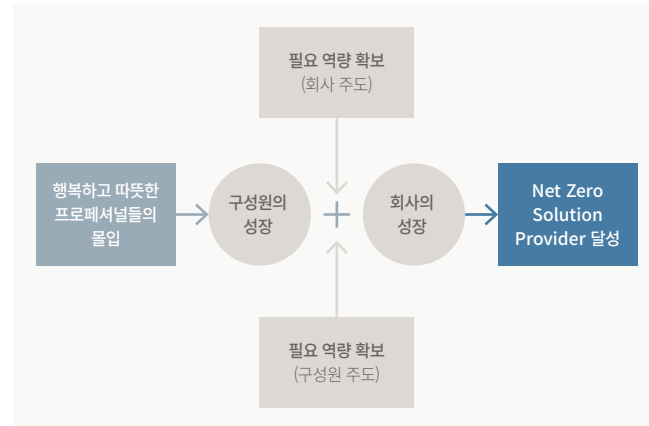 필요 역량 확보
(회사 주도)
행복하고 따뜻한
프로페셔널들의
몰입
구성원의
성장
+
회사의
성장
Net Zero
Solution
Provider 달성
필요 역량 확보
(구성원 주도)